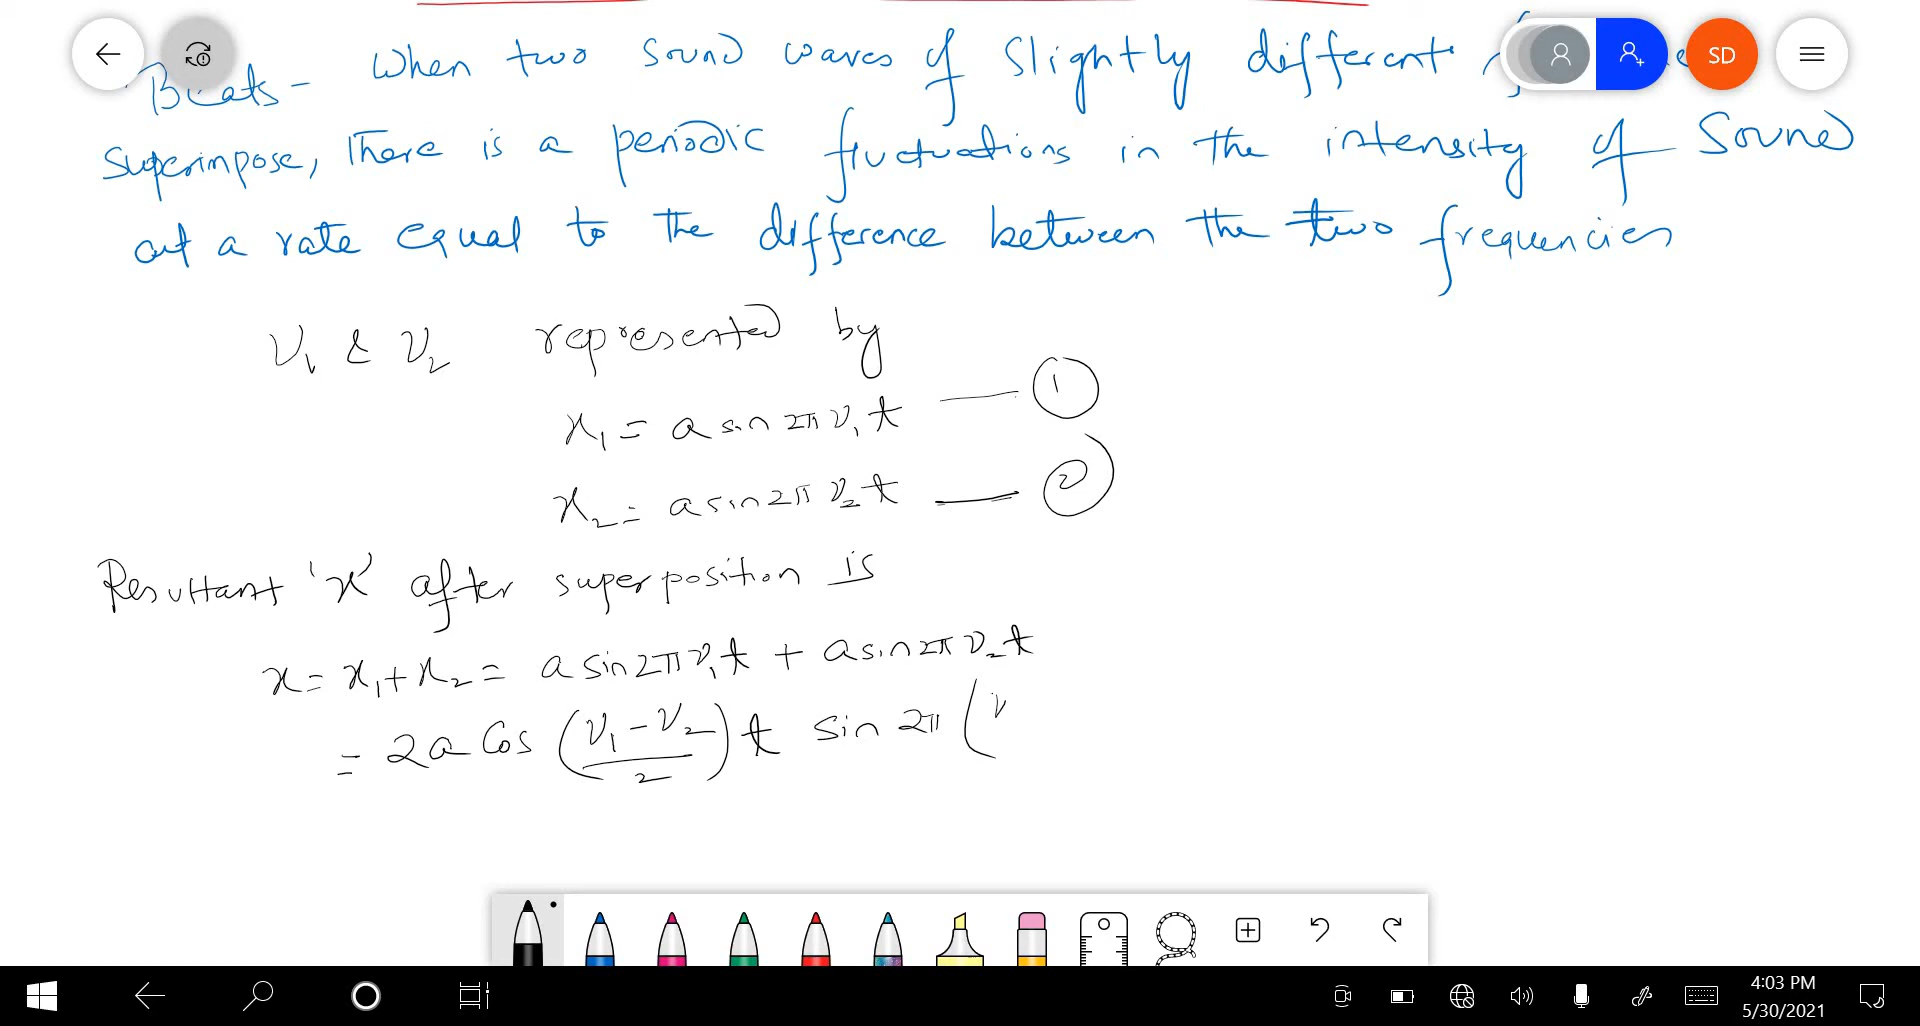 SD
Beats - When two sound waves of slightly different
superimpose, There is a periodic fluctuations in the intensity of Sound
at a rate equal to the difference between the two frequencies
ν₁ & ν₂ represented by
x₁ = a sin 2π ν₁ t — ①
x₂ = a sin 2π ν₂ t — ②
Resultant 'x' after superposition is
x = x₁ + x₂ = a sin 2π ν₁ t + a sin 2π ν₂ t
= 2a Cos ((ν₁ - ν₂)/2) t sin 2π (ν
4:03 PM
5/30/2021